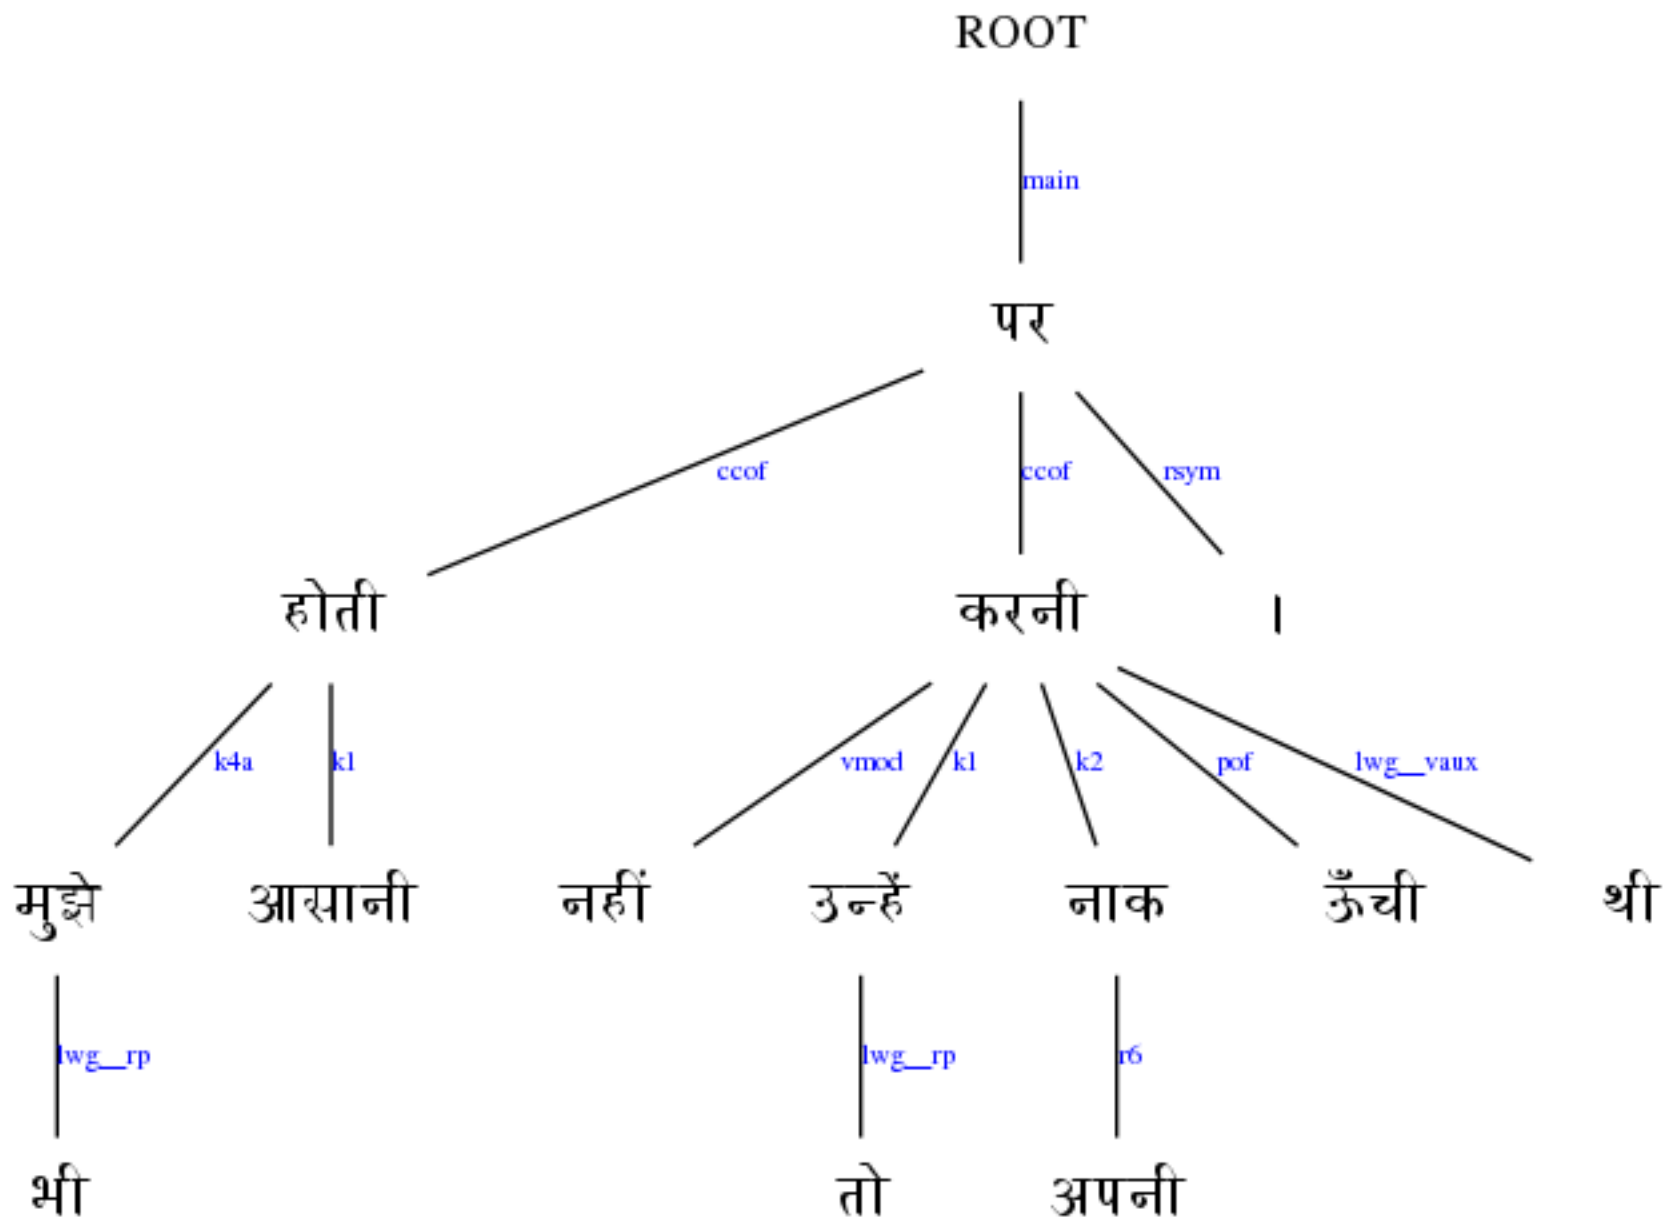 ROOT
main
पर
ccof ccof rsym
होती करनी ।
k4a k1 vmod k1 k2 pof lwg__vaux
मुझे आसानी नहीं उन्हें नाक ऊँची थी
lwg__rp lwg__rp r6
भी तो अपनी